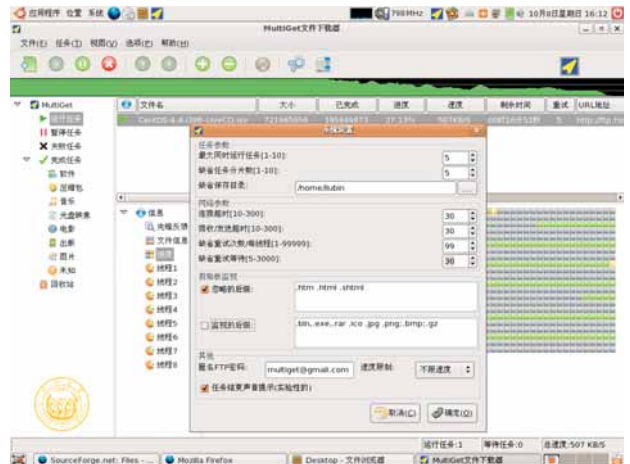 应用程序 位置 系统 798 MHz 10月8日星期日 16:12
MultiGet文件下载器
文件(E) 任务(J) 视图(V) 选项(P) 帮助(H)
MultiGet
运行任务
暂停任务
失败任务
完成任务
软件
压缩包
音乐
光盘映象
电影
出版
图片
未知
回收站
文件名 大小 已完成 进度 速度 剩余时间 重试 URL地址
27.13% 507KB/S 5
信息
文件信息
线程1
线程2
线程3
线程4
线程5
线程6
线程7
线程8
任务参数
最大同时运行任务[1-10]: 5
缺省任务分片数[1-10]: 5
缺省保存目录: /home/liubin ...
网络参数
连接超时[10-300]: 30
接收/发送超时[10-300]: 30
缺省重试次数/每线程[1-99999]: 99
缺省重试等待[5-3000]: 30
剪贴板监视
忽略的后缀: .htm .html .shtml
监视的后缀: .bin,.exe,.rar .ico .jpg .png;.bmp;.gz
其他
匿名FTP密码: multiget@gmail.com 速度限制: 不限速度
任务结束声音提示(实验性的)
取消(C) 确定(O)
运行任务:1 等待任务:0 总速度:507 KB/S
SourceForge.net: Files - ... Mozilla Firefox Desktop - 文件浏览器 MultiGet文件下载器